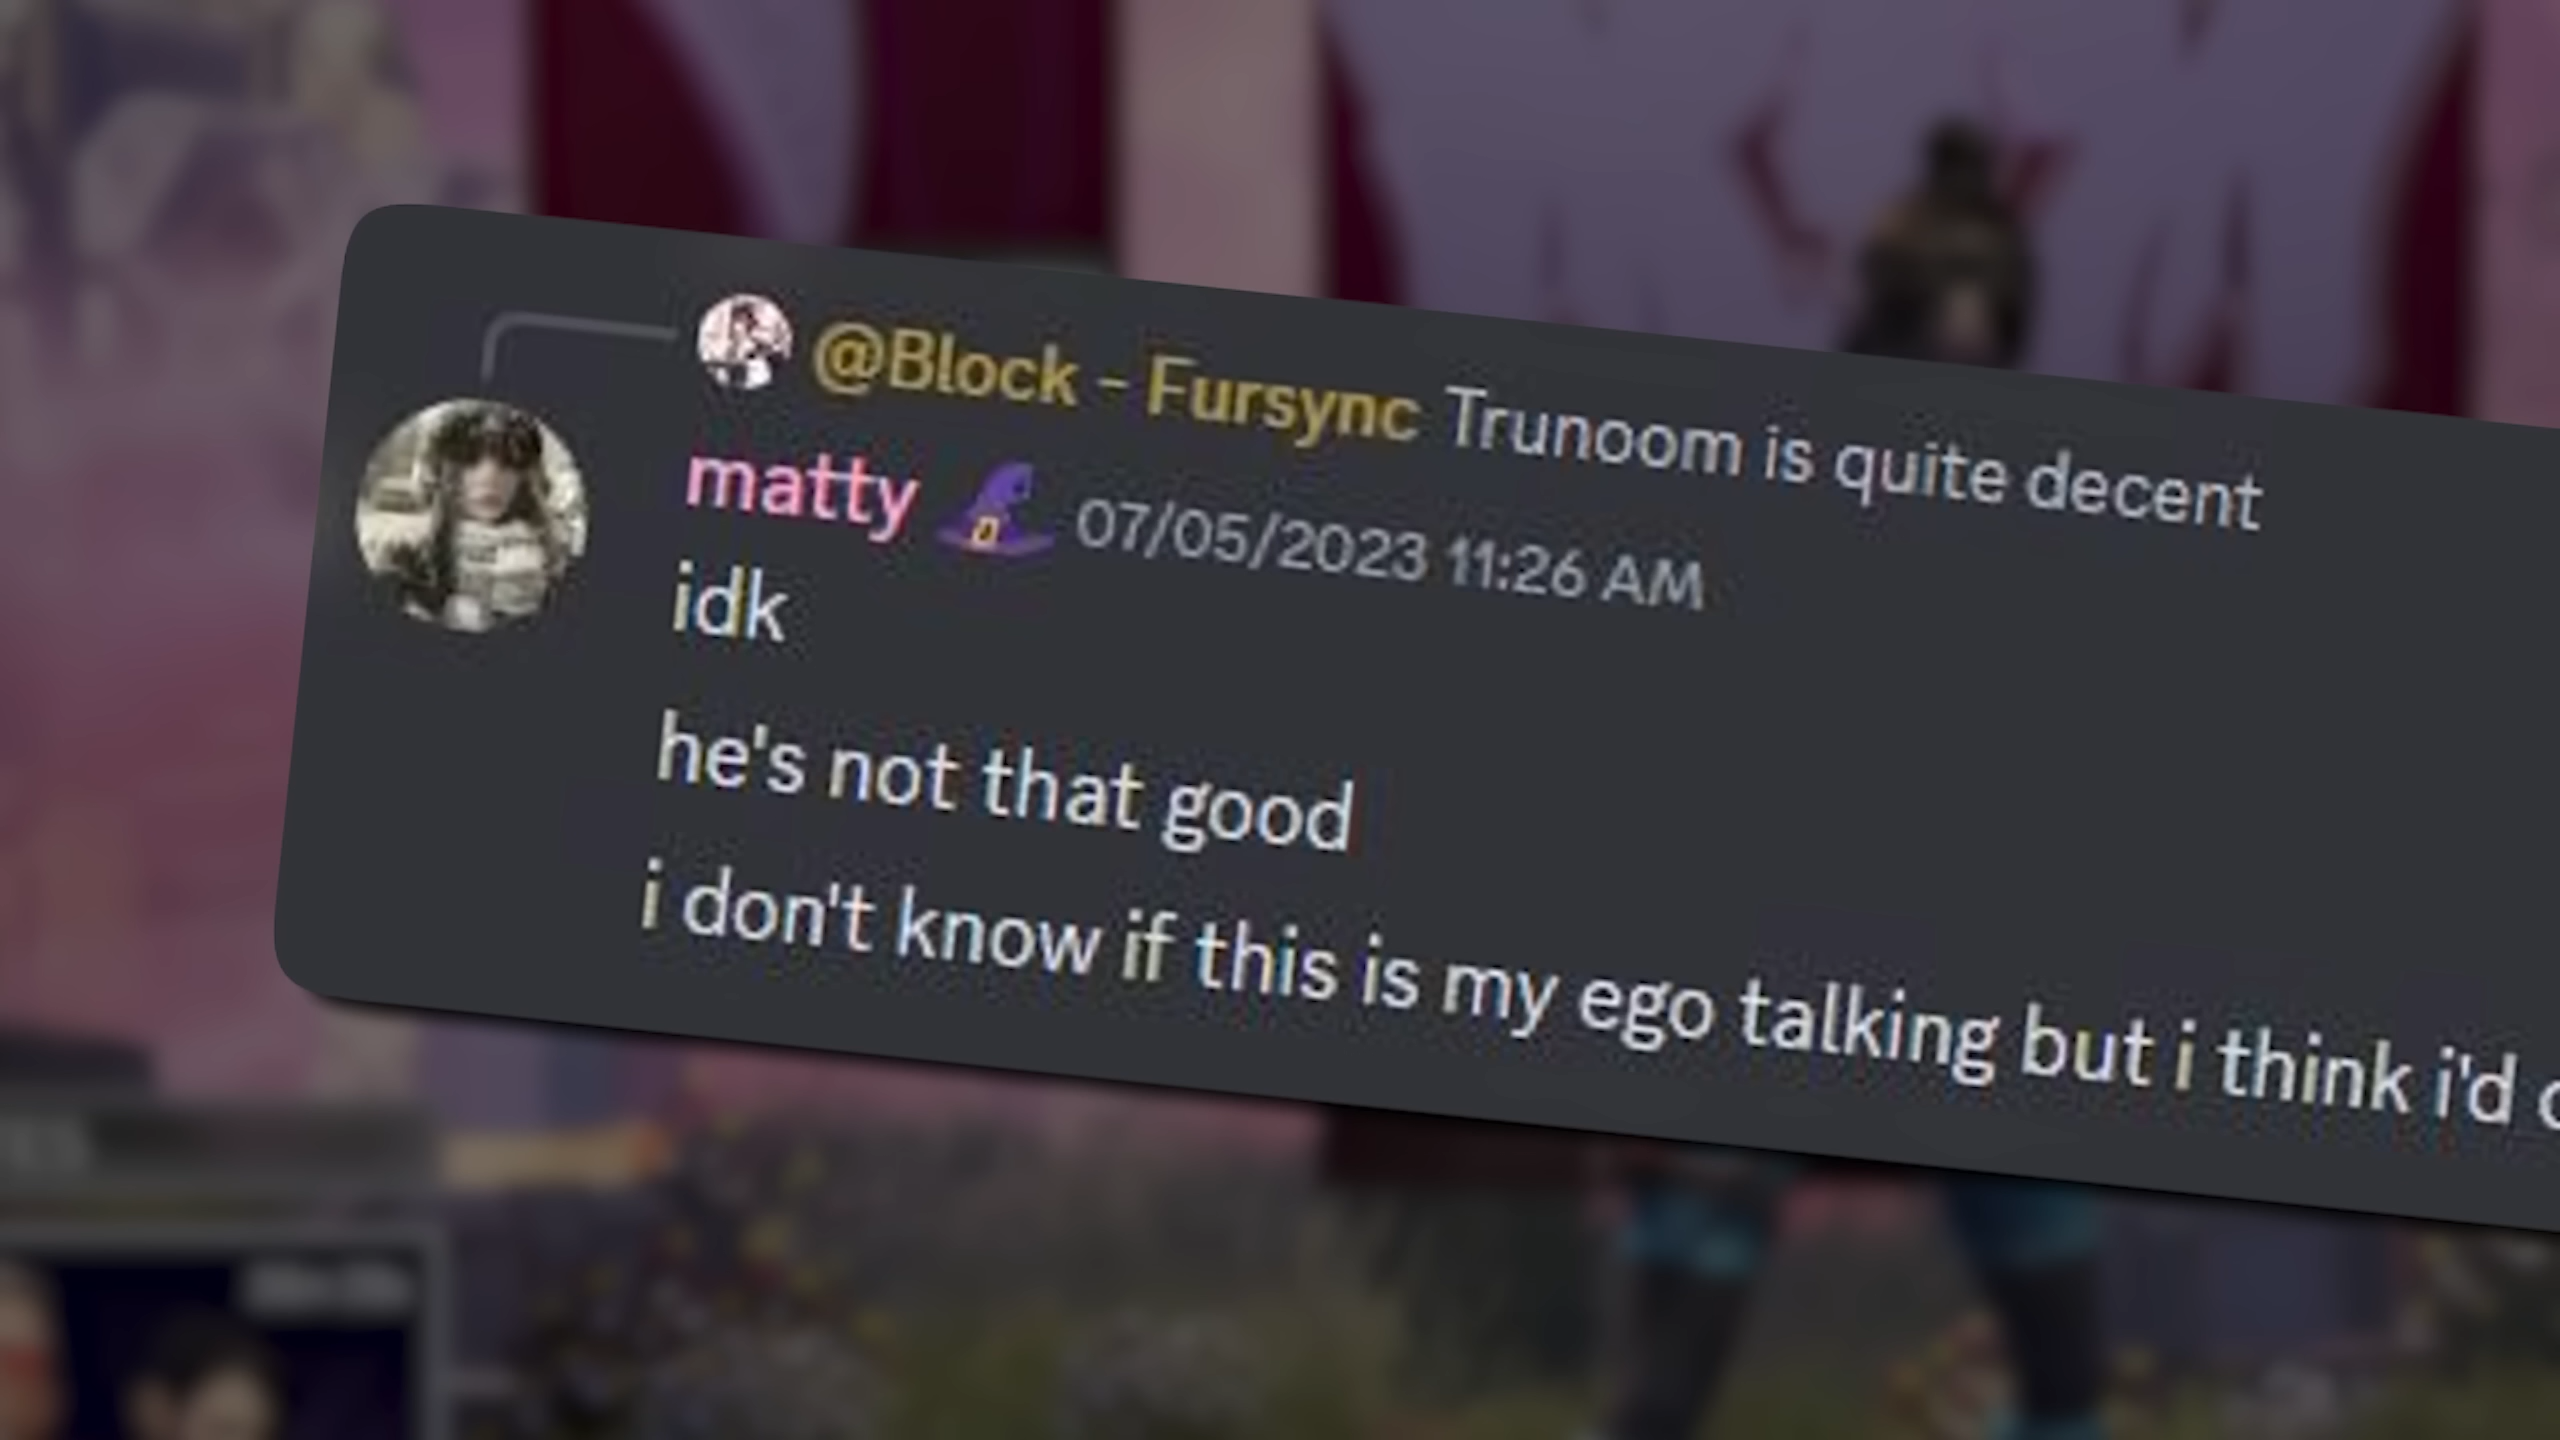 @Block - Fursync Trunoom is quite decent
matty 07/05/2023 11:26 AM
idk
he's not that good
i don't know if this is my ego talking but i think i'd